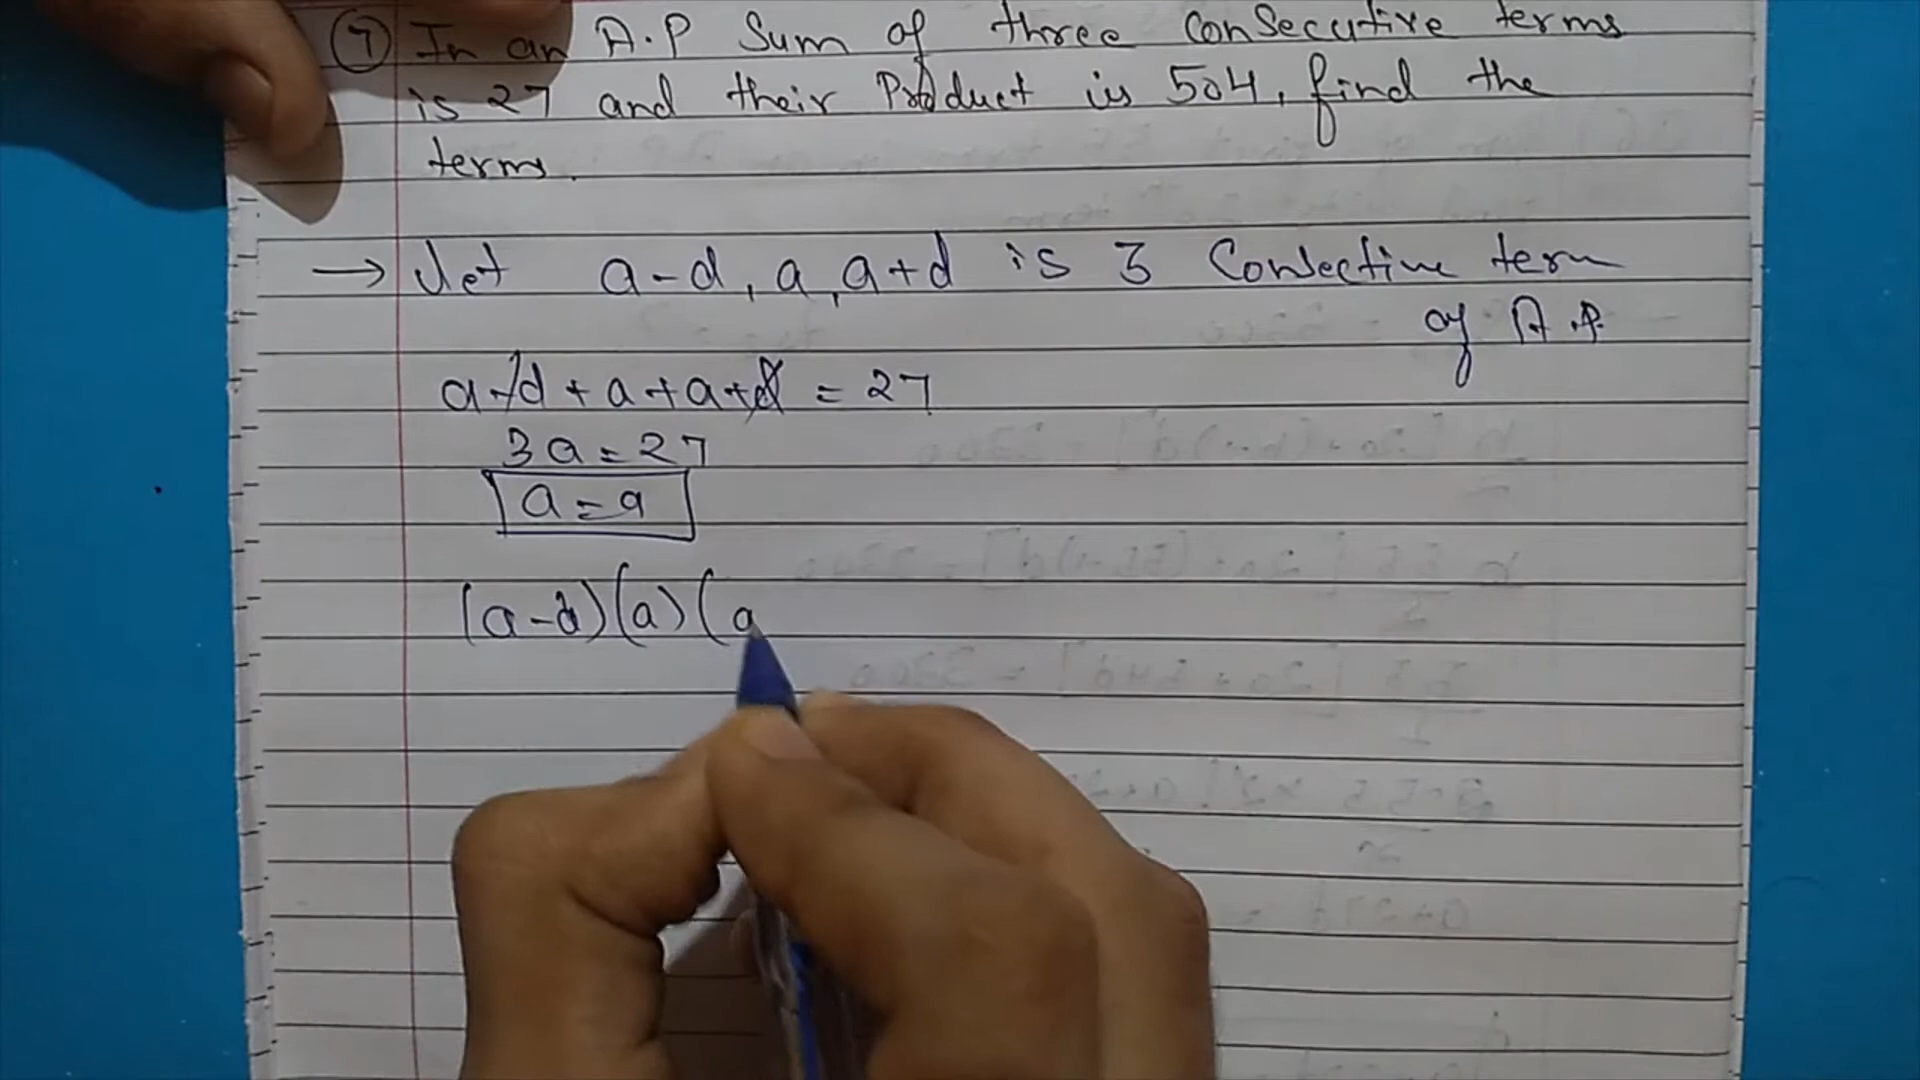 7 In an A.P Sum of three Consecutive terms
is 27 and their Product is 504, find the
terms.
→ Let a-d, a, a+d is 3 Consective term
of A.P.
a-d + a + a+d = 27
3a = 27
a = 9
(a-d)(a)(a